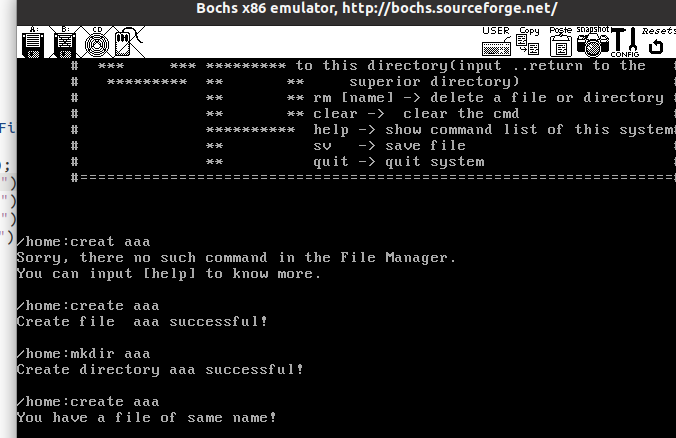 Bochs x86 emulator, http://bochs.sourceforge.net/
A: B: CD USER Copy Paste snapshot CONFIG Reset
# *** *** ********* to this directory(input ..return to the #
# ********* ** ** superior directory) #
# ** ** rm [name] -> delete a file or directory #
# ** ** clear -> clear the cmd #
# ********** help -> show command list of this system#
# ** sv -> save file #
# ** quit -> quit system #
#==============================================================#
Fi
);
")
")
")
")
/home:creat aaa
Sorry, there no such command in the File Manager.
You can input [help] to know more.
/home:create aaa
Create file  aaa successful!
/home:mkdir aaa
Create directory aaa successful!
/home:create aaa
You have a file of same name!